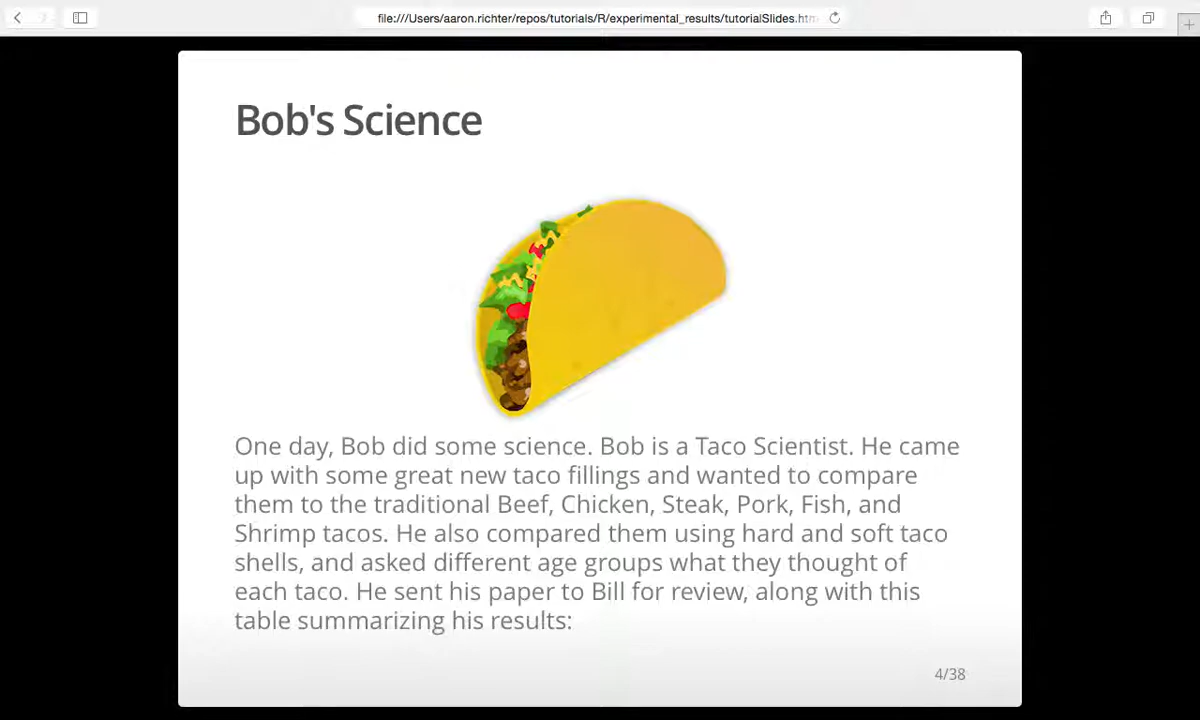 file:///Users/aaron.richter/repos/tutorials/R/experimental_results/tutorialSlides.htm
Bob's Science
One day, Bob did some science. Bob is a Taco Scientist. He came
up with some great new taco fillings and wanted to compare
them to the traditional Beef, Chicken, Steak, Pork, Fish, and
Shrimp tacos. He also compared them using hard and soft taco
shells, and asked different age groups what they thought of
each taco. He sent his paper to Bill for review, along with this
table summarizing his results:
4/38